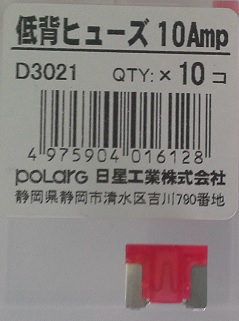 低背ヒューズ 10Amp
D3021 QTY: × 10 コ
4 975904 016128
POLARG 日星工業株式会社
静岡県静岡市清水区吉川790番地